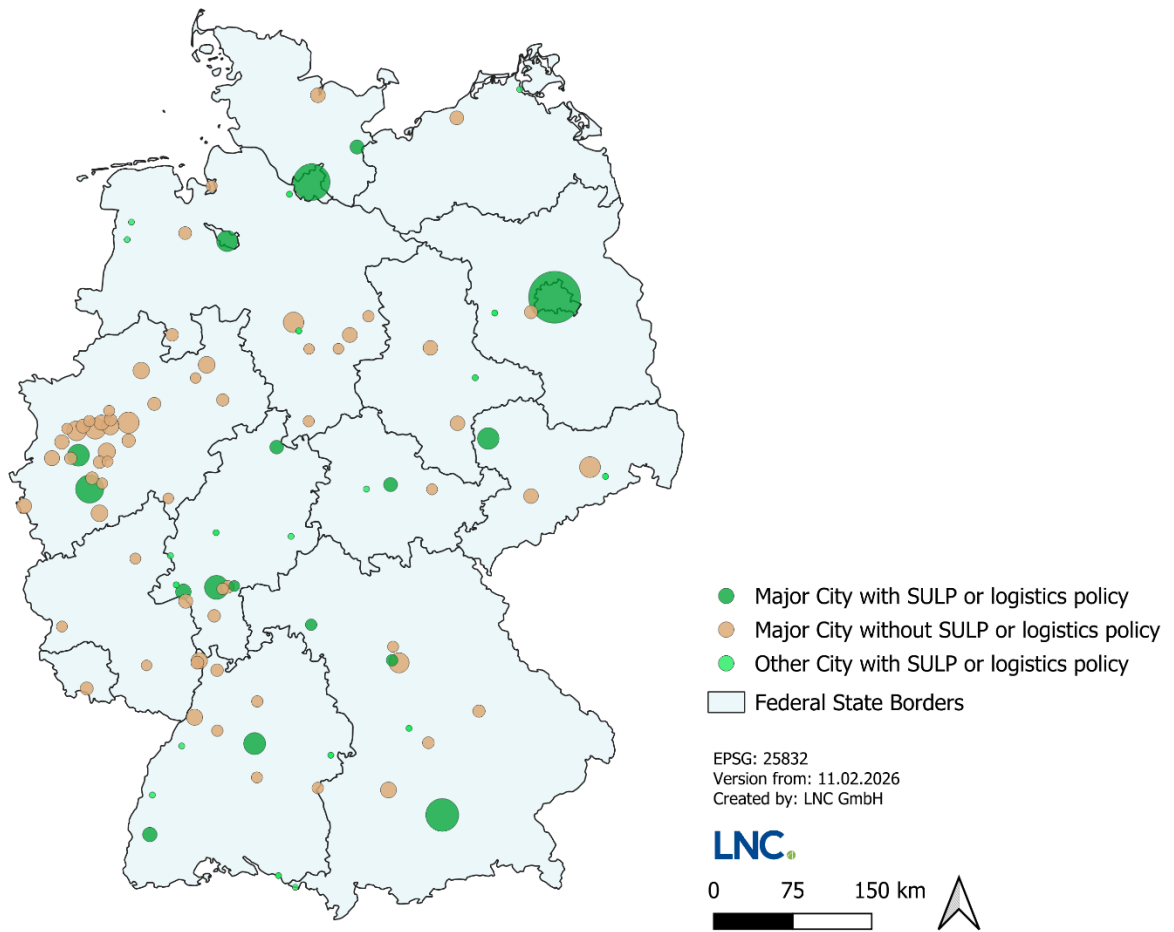 Major City with SULP or logistics policy
Major City without SULP or logistics policy
Other City with SULP or logistics policy
Federal State Borders
EPSG: 25832
Version from: 11.02.2026
Created by: LNC GmbH
LNC
0 75 150 km